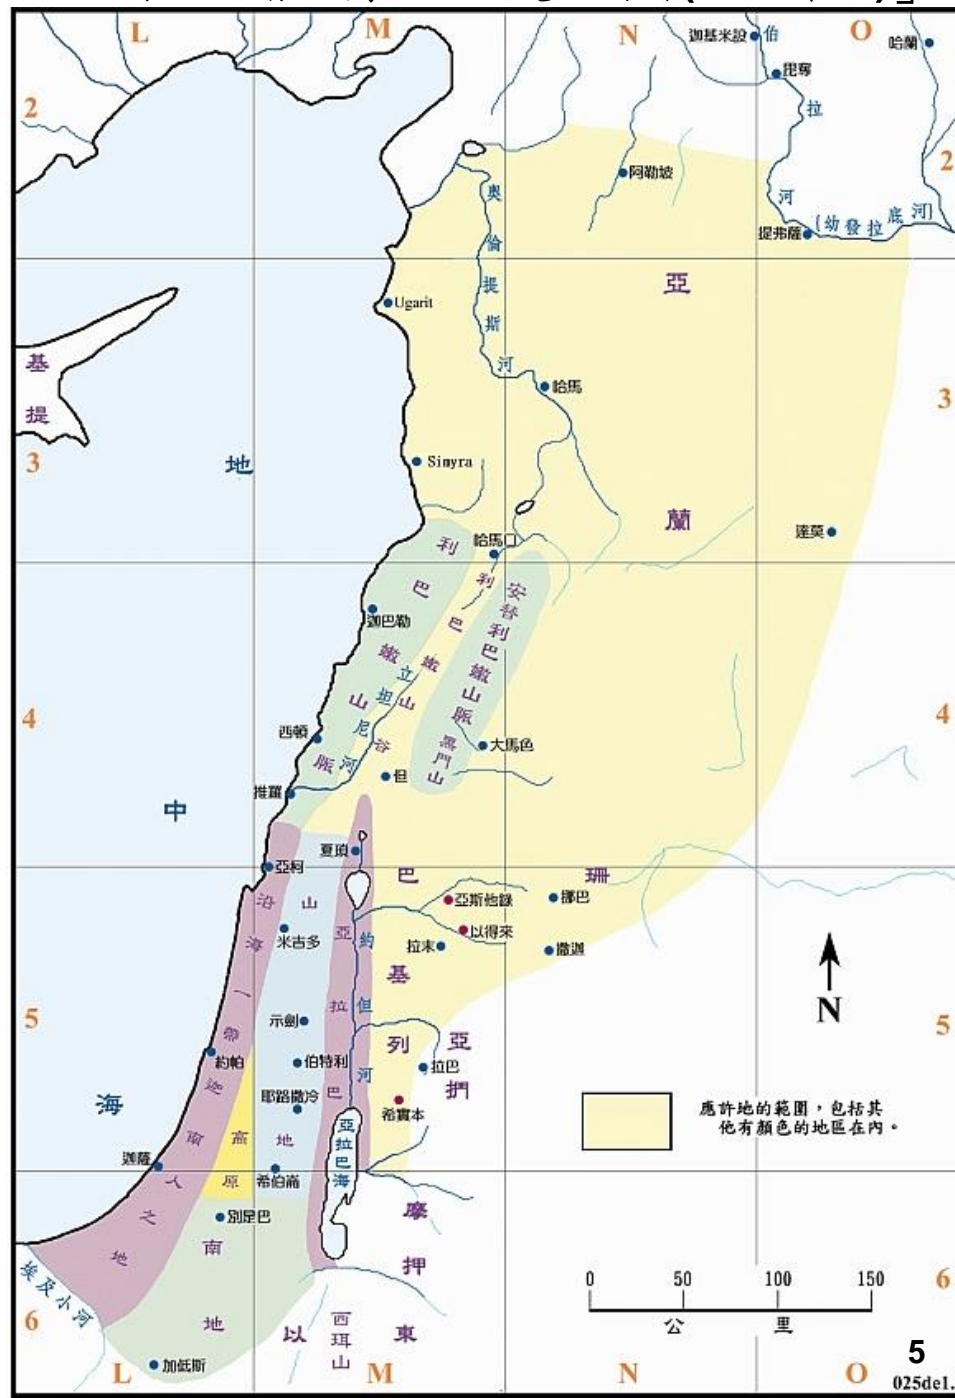 L
M
N
O
迦基米設
伯拉河
哈蘭
毘奪
2
2
阿勒坡
奧倫提斯河
提弗薩
(幼發拉底河)
亞蘭
Ugarit
基提
哈馬
3
3
地中海
Simyra
達莫
哈馬口
利巴嫩山脈
利巴嫩山谷
安替利巴嫩山脈
迦巴勒
立坦尼河
黑門山
4
4
西頓
大馬色
但
推羅
夏瑣
亞柯
巴珊
沿海一帶迦南人之地
山地
亞拉巴
約但河
亞斯他錄
挪巴
米吉多
以得來
拉末
撒迦
基列
N
5
5
示劍
亞捫
約帕
伯特利
拉巴
耶路撒冷
希實本
高原
亞拉巴海
應許地的範圍，包括其
他有顏色的地區在內。
迦薩
希伯崙
別是巴
摩押
南地
埃及小河
0 50 100 150
公里
6
6
以東
西珥山
加低斯
L
M
N
O
5
025de1.